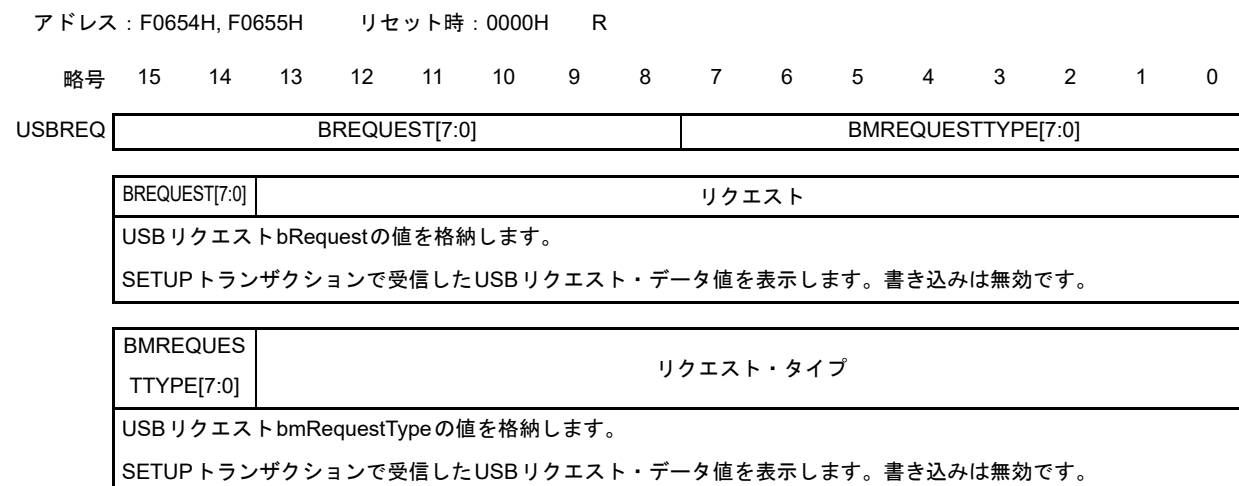 アドレス：F0654H, F0655H リセット時：0000H R
略号 15 14 13 12 11 10 9 8 7 6 5 4 3 2 1 0
USBREQ BREQUEST[7:0] BMREQUESTTYPE[7:0]
BREQUEST[7:0] リクエスト
USBリクエストbRequestの値を格納します。
SETUPトランザクションで受信したUSBリクエスト・データ値を表示します。書き込みは無効です。
BMREQUES
TTYPE[7:0]
リクエスト・タイプ
USBリクエストbmRequestTypeの値を格納します。
SETUPトランザクションで受信したUSBリクエスト・データ値を表示します。書き込みは無効です。